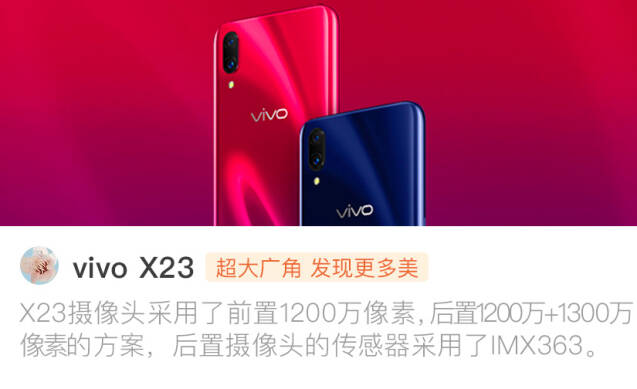 vivo
vivo
vivo X23 超大广角 发现更多美
X23摄像头采用了前置1200万像素,后置1200万+1300万
像素的方案，后置摄像头的传感器采用了IMX363。